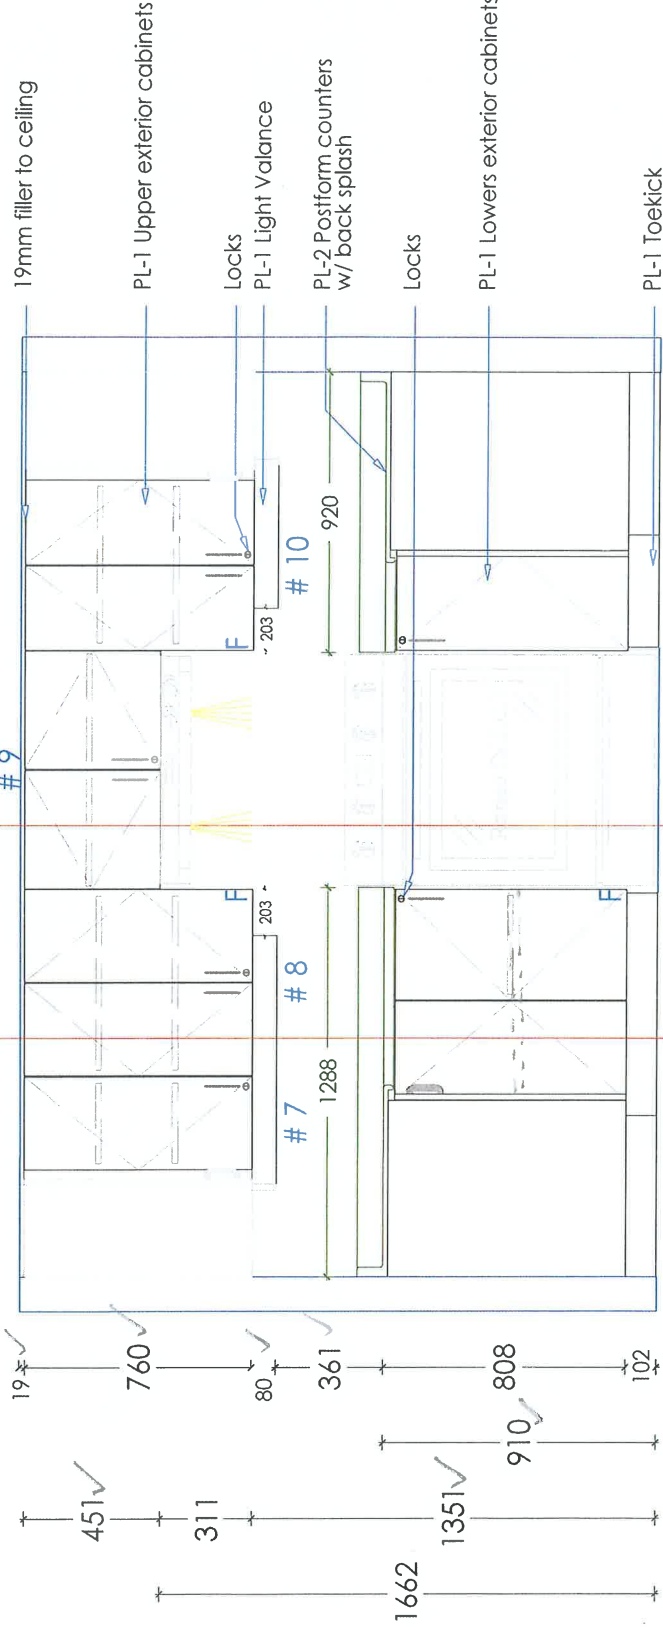 19mm filler to ceiling
PL-1 Upper exterior cabinets
Locks
PL-1 Light Valance
PL-2 Postform counters
w/ back splash
Locks
PL-1 Lowers exterior cabinets
PL-1 Toekick
# 9
F
203
# 10
920
F
203
# 8
# 7
1288
F
19
760
80
361
808
102
910
451
311
1351
1662